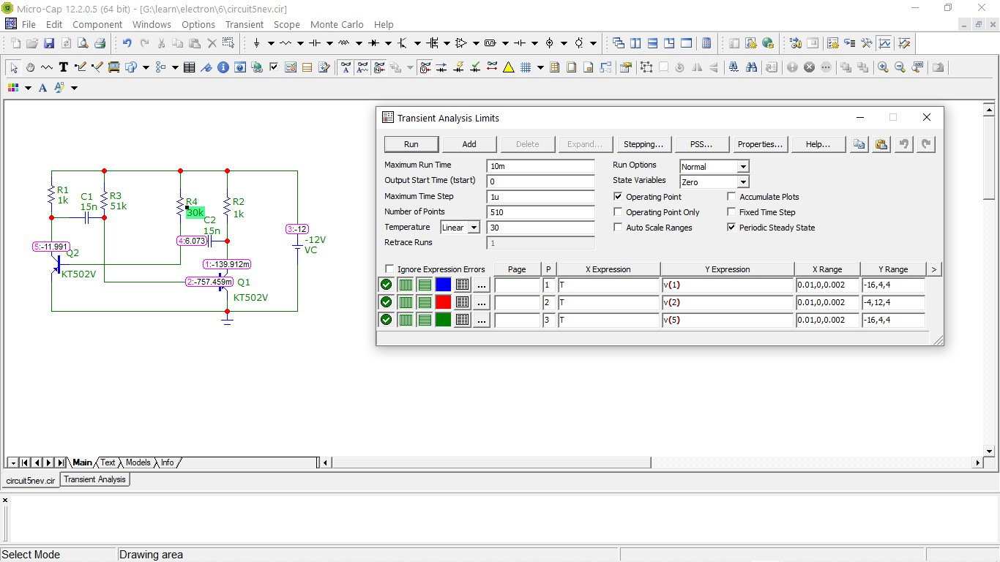 Micro-Cap 12.2.0.5 (64 bit) - [G:\learn\electron\6\circuit5nev.cir]
File Edit Component Windows Options Transient Scope Monte Carlo Help
Transient Analysis Limits
Run Add Delete Expand... Stepping... PSS... Properties... Help...
Maximum Run Time 10m Run Options Normal
Output Start Time (tstart) 0 State Variables Zero
Maximum Time Step 1u Operating Point Accumulate Plots
Number of Points 510 Operating Point Only Fixed Time Step
Temperature Linear 30 Auto Scale Ranges Periodic Steady State
Retrace Runs 1
Ignore Expression Errors Page P X Expression Y Expression X Range Y Range >
... 1 T v(1) 0.01,0,0.002 -16,4,4
... 2 T v(2) 0.01,0,0.002 -4,12,4
... 3 T v(5) 0.01,0,0.002 -16,4,4
R1
1k
C1
15n
R3
51k
R4
30k
C2
15n
R2
1k
3:-12
-12V
VC
5:-11.991
Q2
KT502V
4:6.073
1:-139.912m
2:-757.459m
Q1
KT502V
Main Text Models Info
circuit5nev.cir Transient Analysis
Select Mode Drawing area